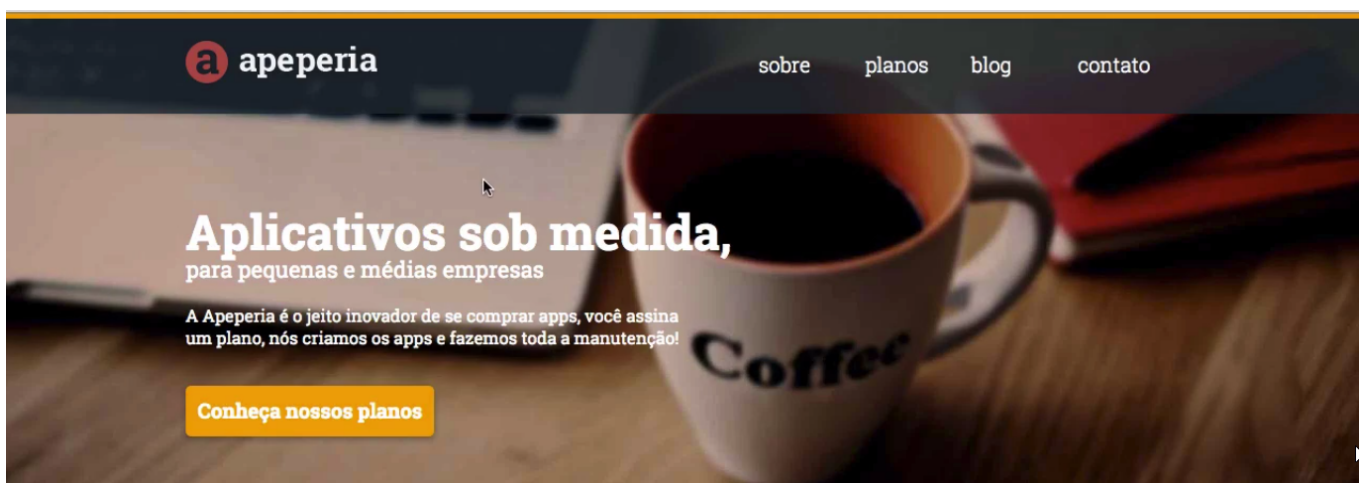 a apeperia
sobre planos blog contato
Aplicativos sob medida,
para pequenas e médias empresas
A Apeperia é o jeito inovador de se comprar apps, você assina
um plano, nós criamos os apps e fazemos toda a manutenção!
Coffee
Conheça nossos planos